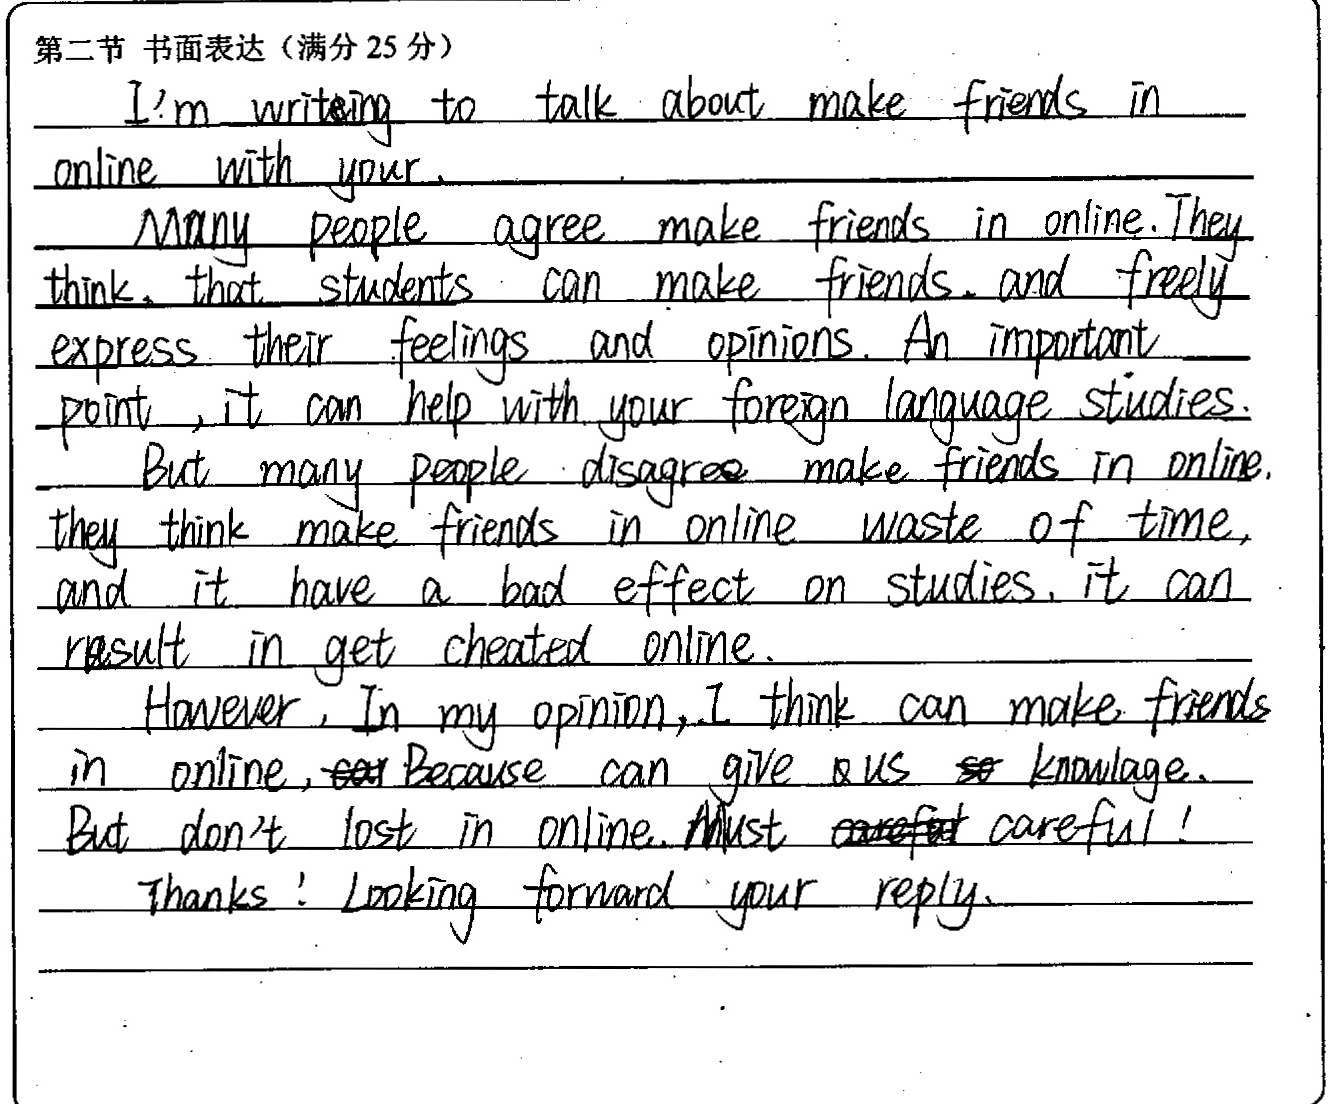 第二节 书面表达（满分 25 分）
I'm writing to talk about make friends in
online with your.
Many people agree make friends in online. They
think. that students can make friends. and freely
express their feelings and opinions. An important
point, it can help with your foreign language studies.
But many people disagree make friends in online.
they think make friends in online waste of time,
and it have a bad effect on studies. it can
result in get cheated online.
However, In my opinion, I think can make friends
in online, Because can give us knowlage.
But don't lost in online. Must careful!
Thanks! Looking forward your reply.